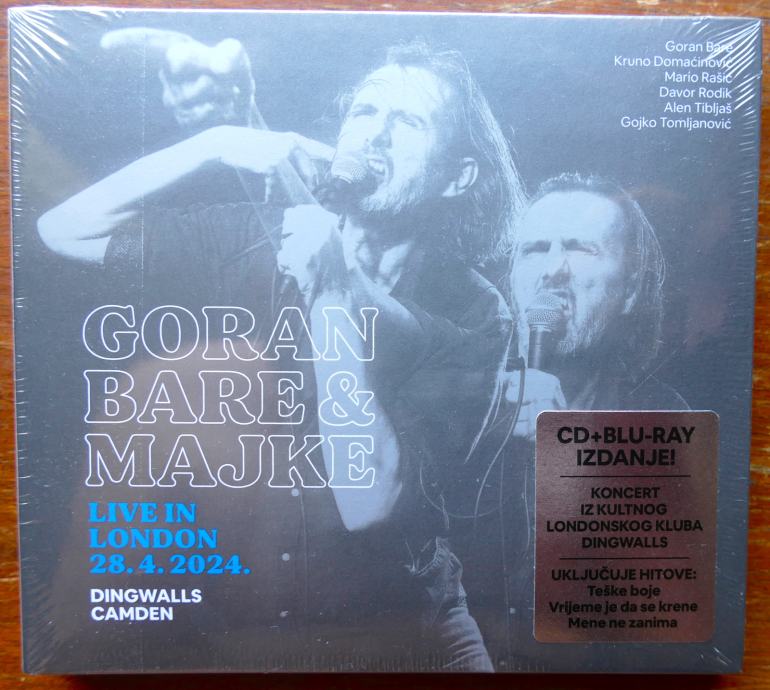 Goran Bare
Kruno Domaćinović
Mario Rašić
Davor Rodik
Alen Tibljaš
Gojko Tomljanović
GORAN
BARE &
MAJKE
LIVE IN
LONDON
28. 4. 2024.
DINGWALLS
CAMDEN
CD+BLU-RAY
IZDANJE!
KONCERT
IZ KULTNOG
LONDONSKOG KLUBA
DINGWALLS
UKLJUČUJE HITOVE:
Teške boje
Vrijeme je da se krene
Mene ne zanima